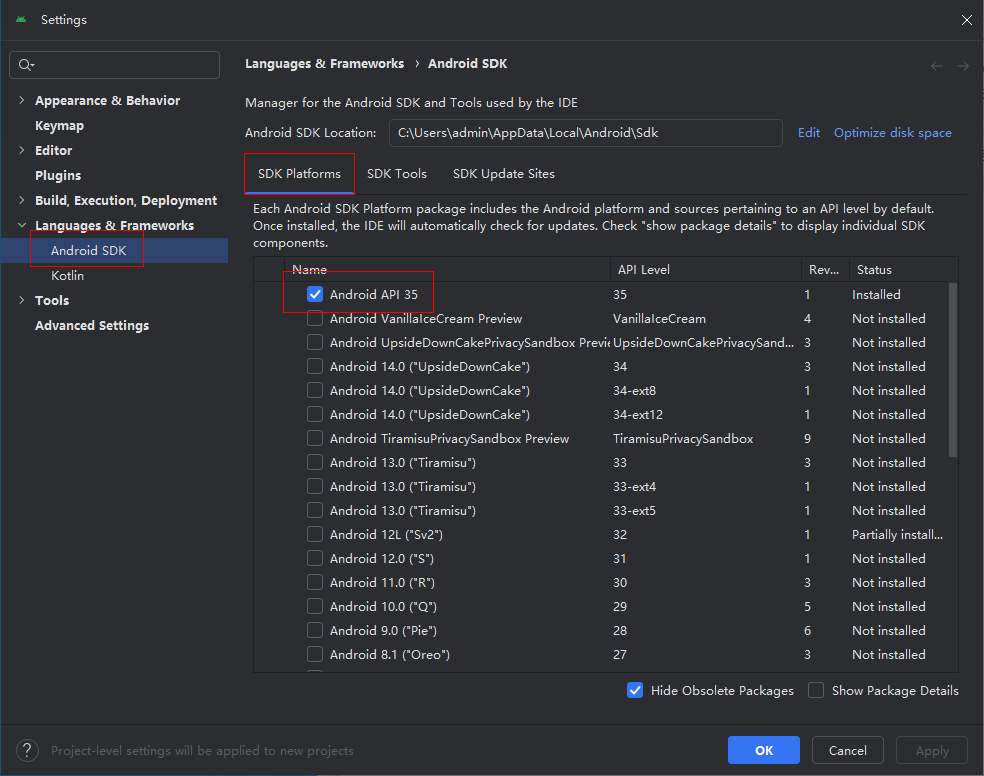 Settings
Languages & Frameworks › Android SDK
Appearance & Behavior
Keymap
Editor
Plugins
Build, Execution, Deployment
Languages & Frameworks
Android SDK
Kotlin
Tools
Advanced Settings
Manager for the Android SDK and Tools used by the IDE
Android SDK Location: C:\Users\admin\AppData\Local\Android\Sdk Edit Optimize disk space
SDK Platforms SDK Tools SDK Update Sites
Each Android SDK Platform package includes the Android platform and sources pertaining to an API level by default.
Once installed, the IDE will automatically check for updates. Check "show package details" to display individual SDK
components.
Name API Level Rev... Status
Android API 35 35 1 Installed
Android VanillaIceCream Preview VanillaIceCream 4 Not installed
Android UpsideDownCakePrivacySandbox Previe UpsideDownCakePrivacySand... 3 Not installed
Android 14.0 ("UpsideDownCake") 34 3 Not installed
Android 14.0 ("UpsideDownCake") 34-ext8 1 Not installed
Android 14.0 ("UpsideDownCake") 34-ext12 1 Not installed
Android TiramisuPrivacySandbox Preview TiramisuPrivacySandbox 9 Not installed
Android 13.0 ("Tiramisu") 33 3 Not installed
Android 13.0 ("Tiramisu") 33-ext4 1 Not installed
Android 13.0 ("Tiramisu") 33-ext5 1 Not installed
Android 12L ("Sv2") 32 1 Partially install...
Android 12.0 ("S") 31 1 Not installed
Android 11.0 ("R") 30 3 Not installed
Android 10.0 ("Q") 29 5 Not installed
Android 9.0 ("Pie") 28 6 Not installed
Android 8.1 ("Oreo") 27 3 Not installed
Hide Obsolete Packages Show Package Details
? Project-level settings will be applied to new projects
OK Cancel Apply